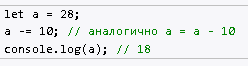 let a = 28;
a -= 10; // аналогично a = a - 10
console.log(a); // 18